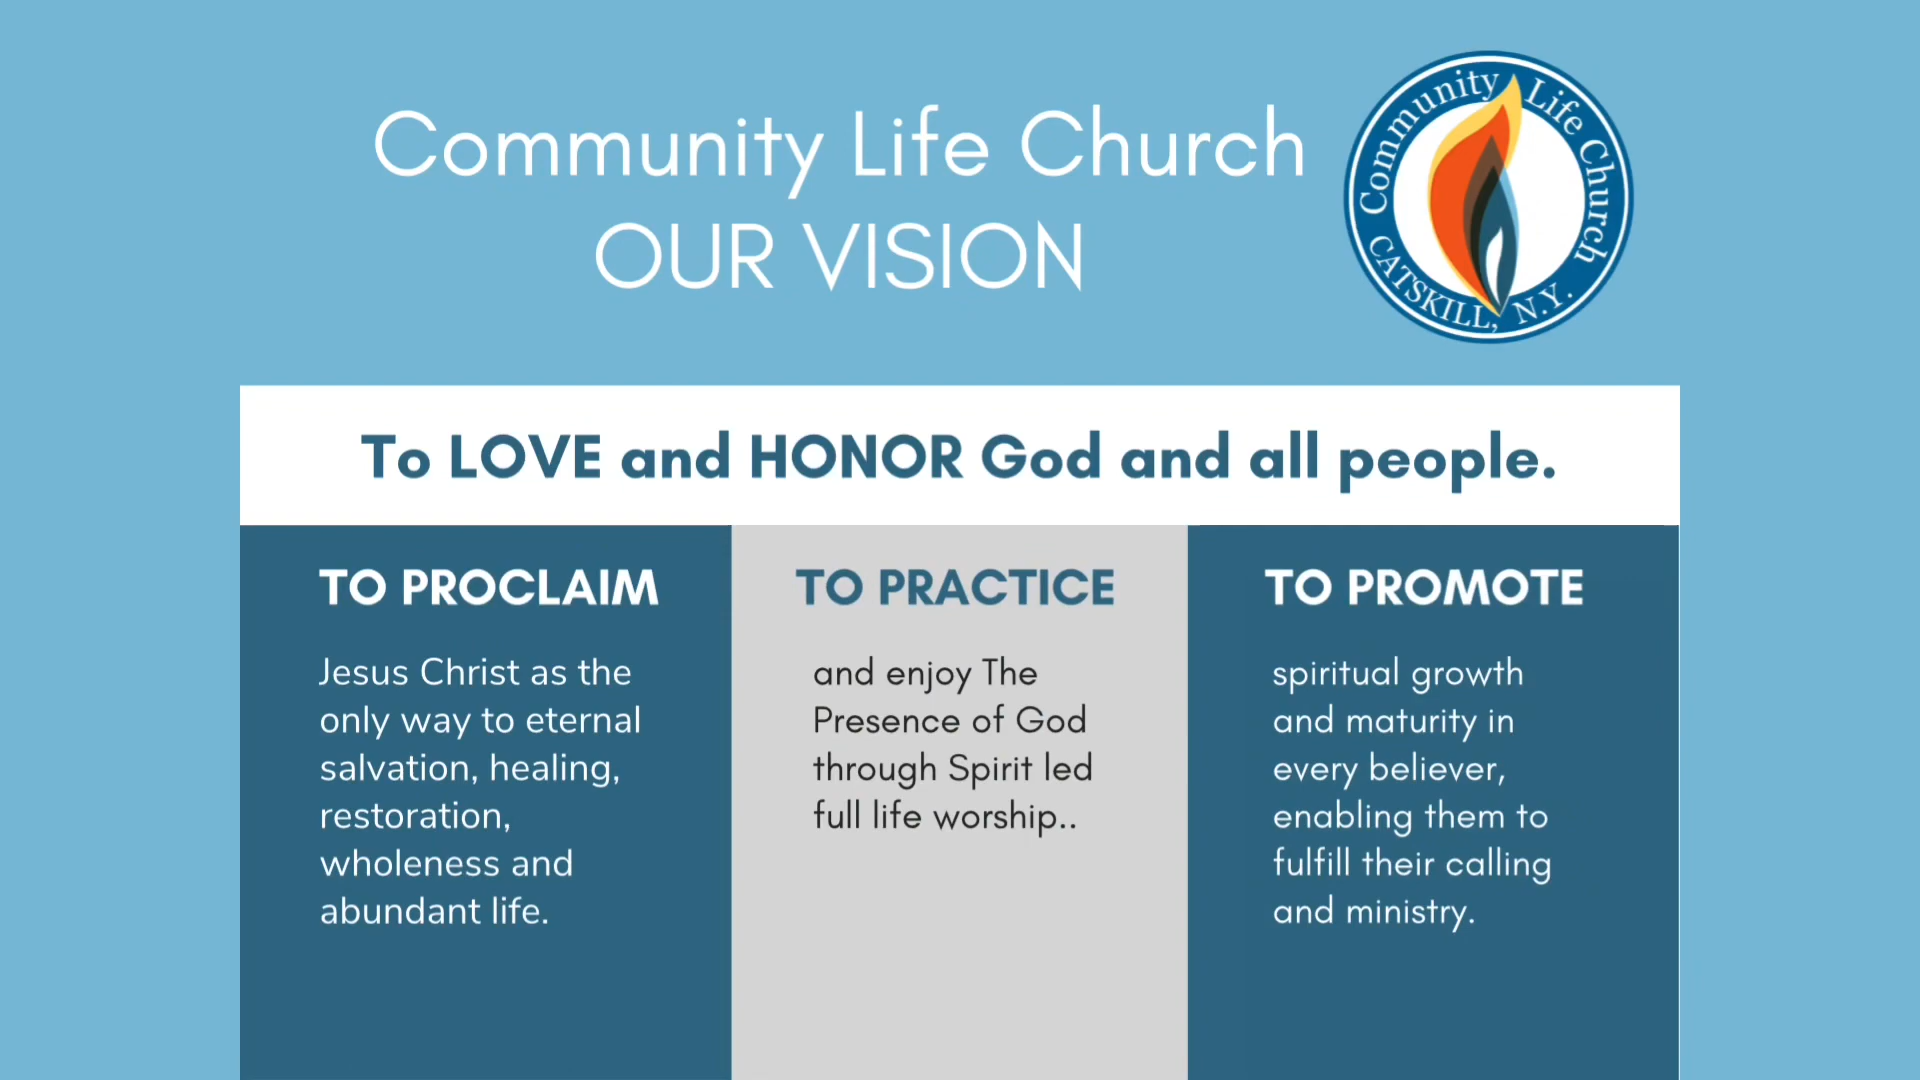 Community Life Church
OUR VISION
Community Life Church
CATSKILL, N.Y.
To LOVE and HONOR God and all people.
TO PROCLAIM
Jesus Christ as the
only way to eternal
salvation, healing,
restoration,
wholeness and
abundant life.
TO PRACTICE
and enjoy The
Presence of God
through Spirit led
full life worship..
TO PROMOTE
spiritual growth
and maturity in
every believer,
enabling them to
fulfill their calling
and ministry.